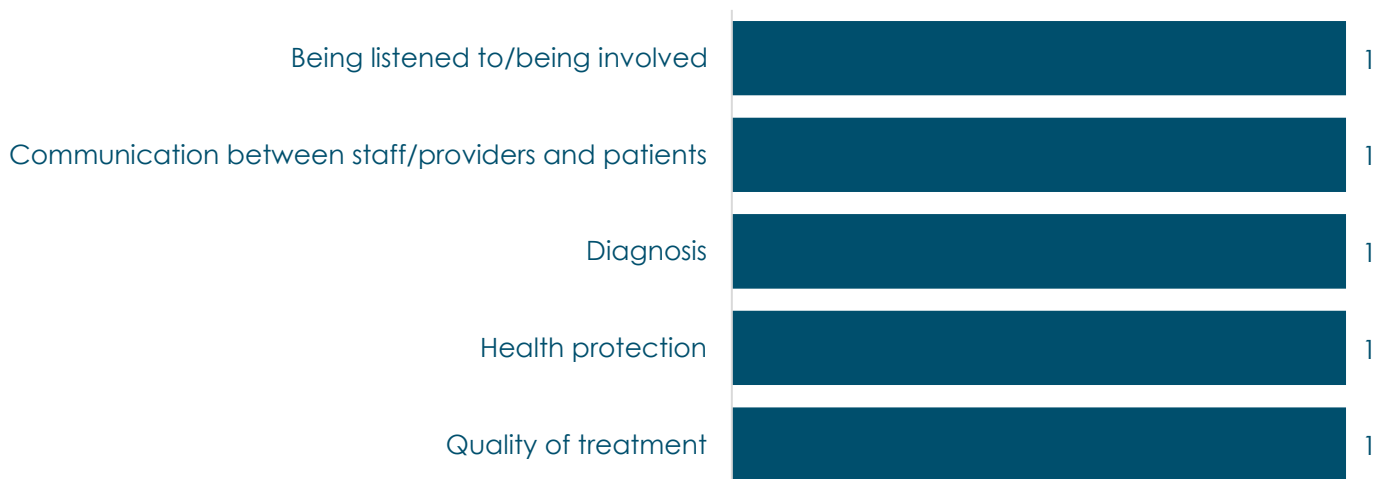 Being listened to/being involved 1
Communication between staff/providers and patients 1
Diagnosis 1
Health protection 1
Quality of treatment 1